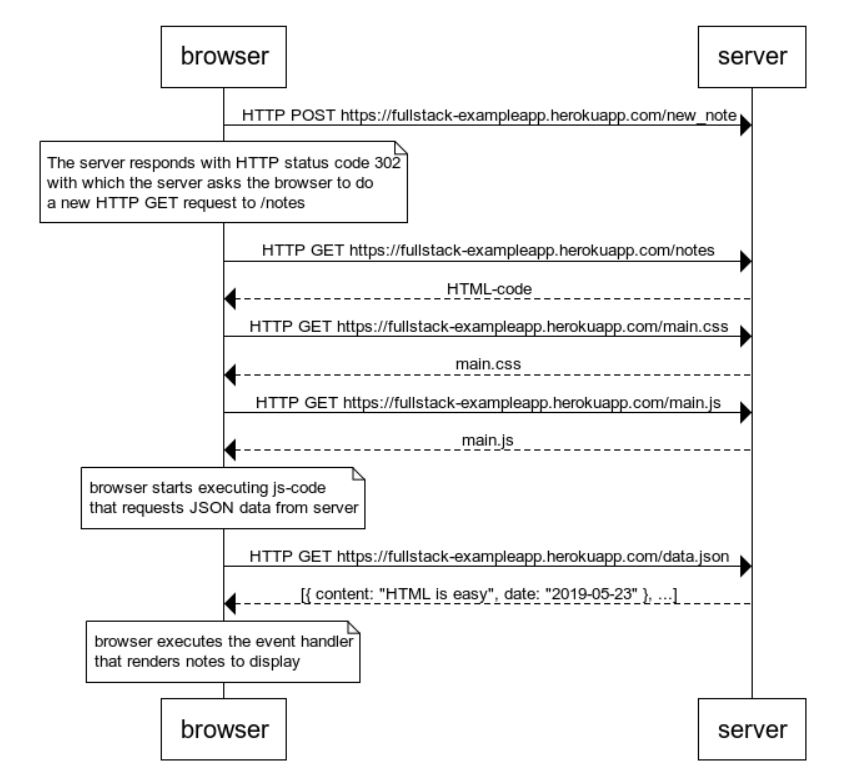 browser
server
HTTP POST https://fullstack-exampleapp.herokuapp.com/new_note
The server responds with HTTP status code 302
with which the server asks the browser to do
a new HTTP GET request to /notes
HTTP GET https://fullstack-exampleapp.herokuapp.com/notes
HTML-code
HTTP GET https://fullstack-exampleapp.herokuapp.com/main.css
main.css
HTTP GET https://fullstack-exampleapp.herokuapp.com/main.js
main.js
browser starts executing js-code
that requests JSON data from server
HTTP GET https://fullstack-exampleapp.herokuapp.com/data.json
[{ content: "HTML is easy", date: "2019-05-23" }, ...]
browser executes the event handler
that renders notes to display
browser
server